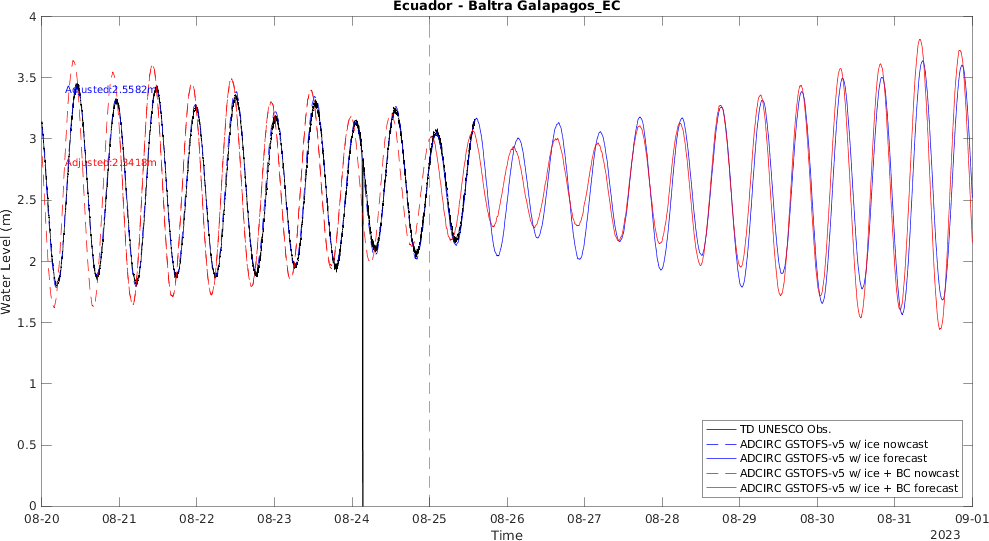 Ecuador - Baltra Galapagos_EC
Water Level (m)
4
3.5
3
2.5
2
1.5
1
0.5
0
Adjusted:2.5582m
Adjusted:2.3418m
TD UNESCO Obs.
ADCIRC GSTOFS-v5 w/ ice nowcast
ADCIRC GSTOFS-v5 w/ ice forecast
ADCIRC GSTOFS-v5 w/ ice + BC nowcast
ADCIRC GSTOFS-v5 w/ ice + BC forecast
08-20 08-21 08-22 08-23 08-24 08-25 08-26 08-27 08-28 08-29 08-30 08-31 09-01
Time
2023